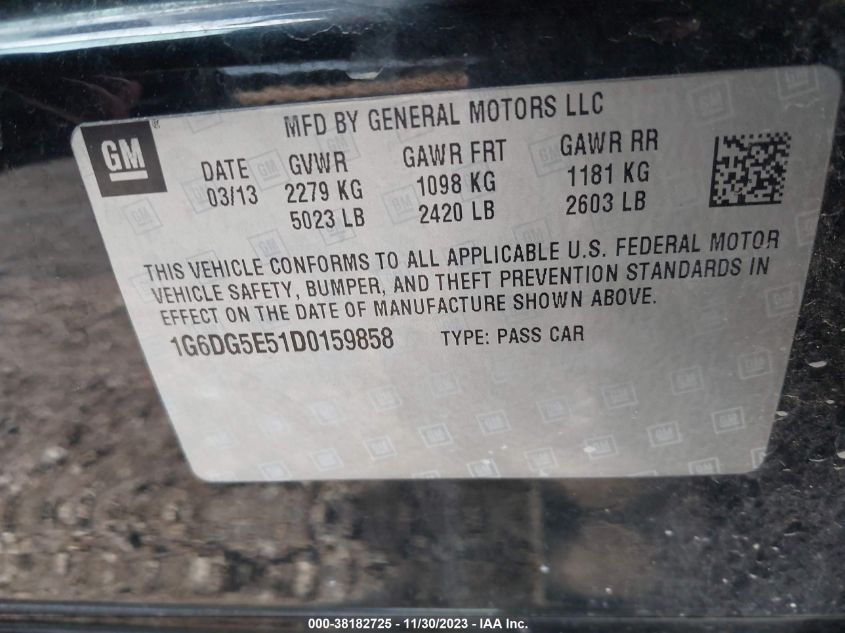 MFD BY GENERAL MOTORS LLC
GM
DATE GVWR GAWR FRT GAWR RR
03/13 2279 KG 1098 KG 1181 KG
5023 LB 2420 LB 2603 LB
THIS VEHICLE CONFORMS TO ALL APPLICABLE U.S. FEDERAL MOTOR
VEHICLE SAFETY, BUMPER, AND THEFT PREVENTION STANDARDS IN
EFFECT ON THE DATE OF MANUFACTURE SHOWN ABOVE.
1G6DG5E51D0159858 TYPE: PASS CAR
000-38182725 - 11/30/2023 - IAA Inc.